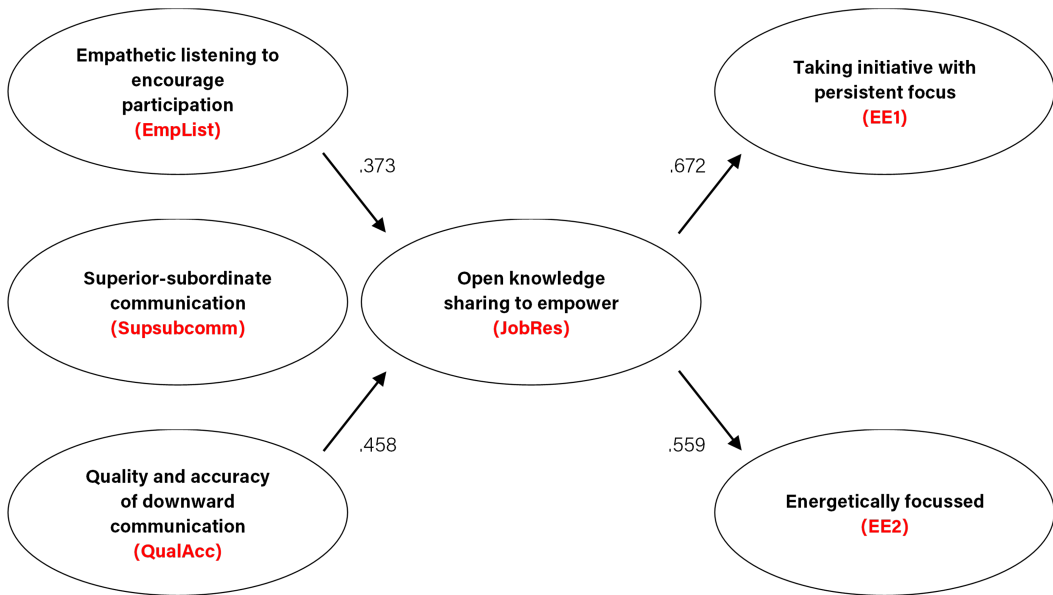 Empathetic listening to
encourage
participation
(EmpList)
Taking initiative with
persistent focus
(EE1)
.373
.672
Superior-subordinate
communication
(Supsubcomm)
Open knowledge
sharing to empower
(JobRes)
.458
.559
Quality and accuracy
of downward
communication
(QualAcc)
Energetically focussed
(EE2)